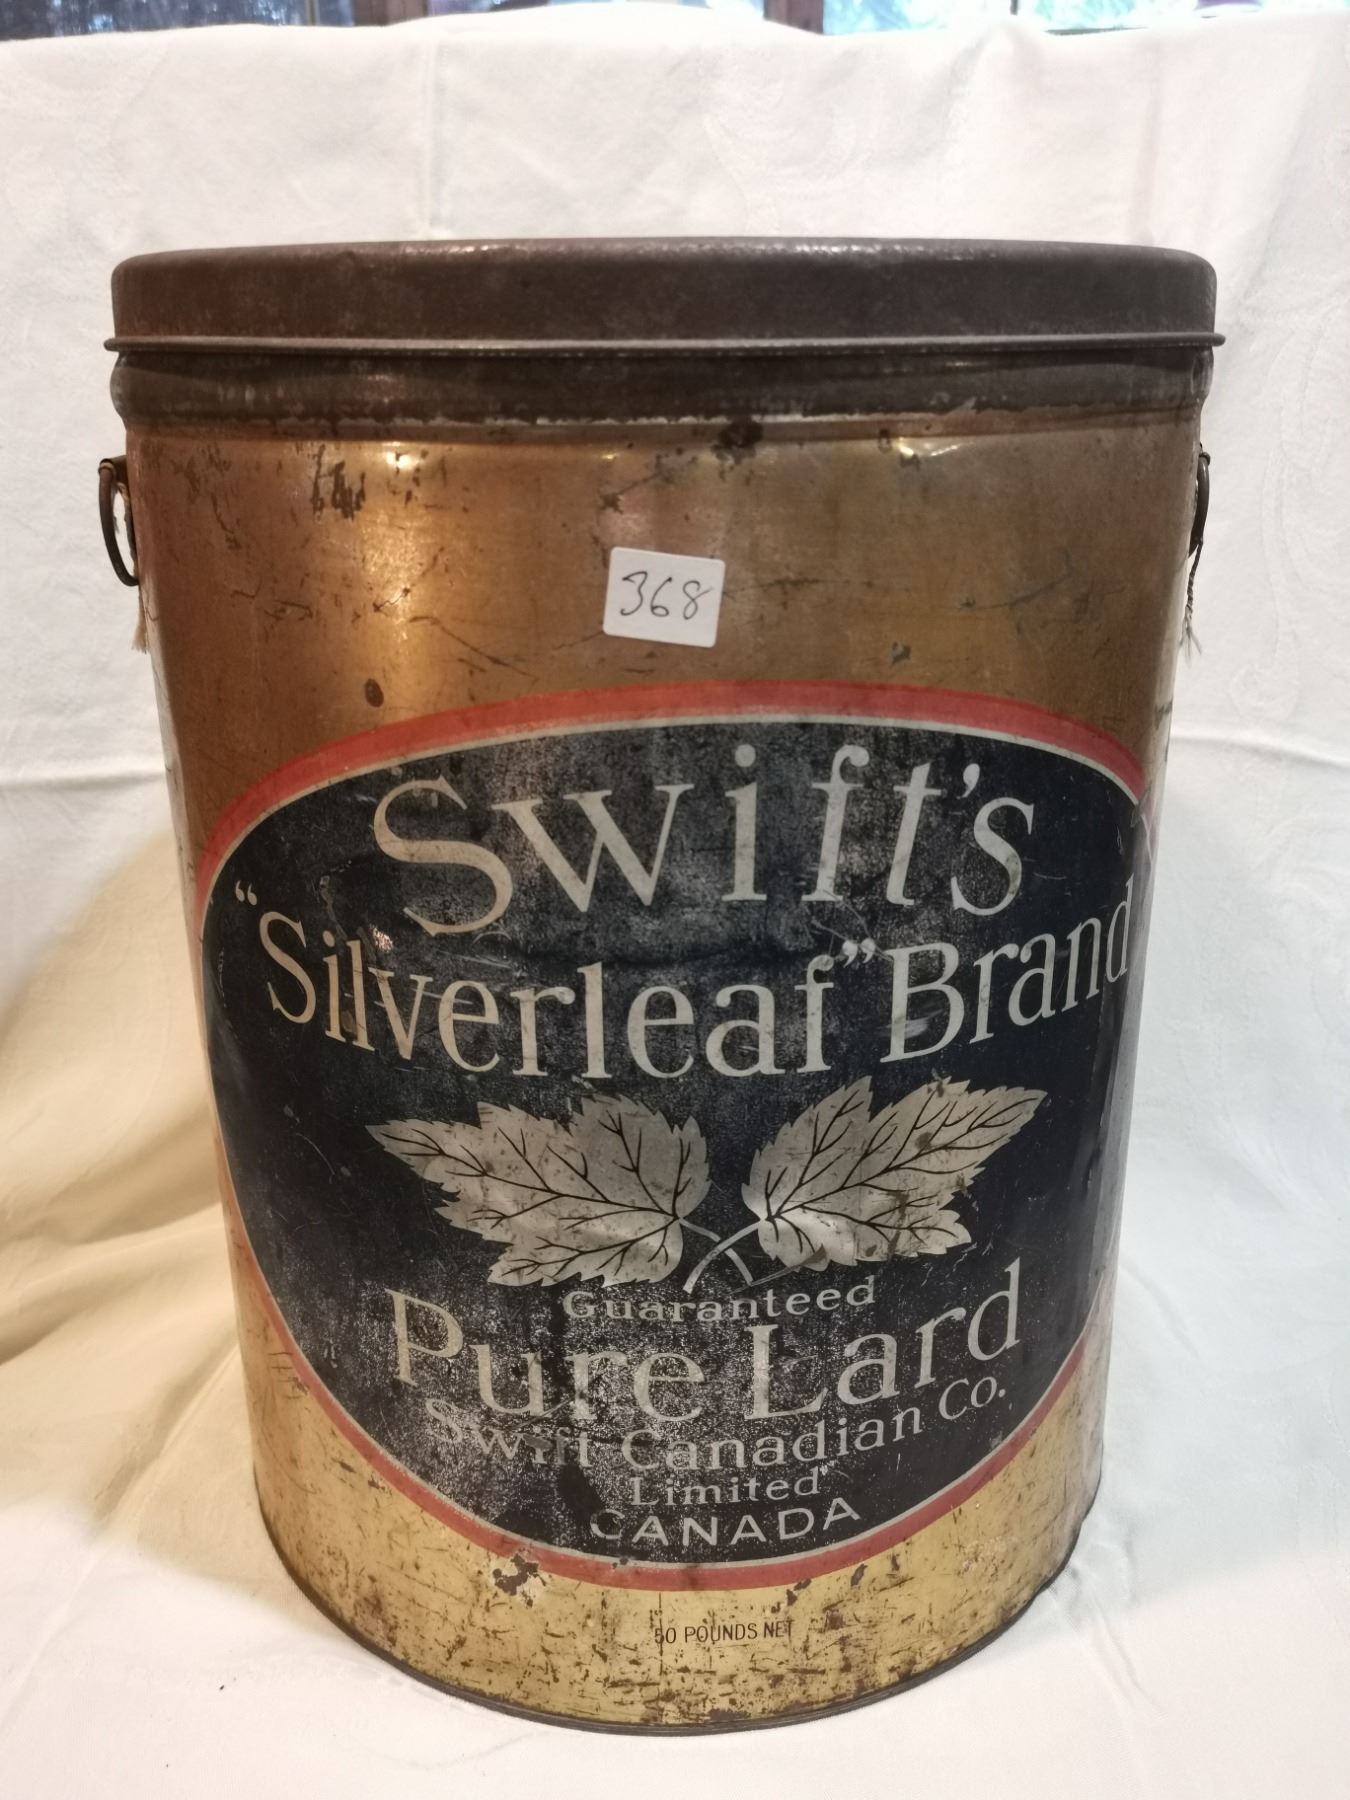 368
Swift's
"Silverleaf" Brand
Guaranteed
Pure Lard
Swift Canadian Co.
Limited
CANADA
50 POUNDS NET